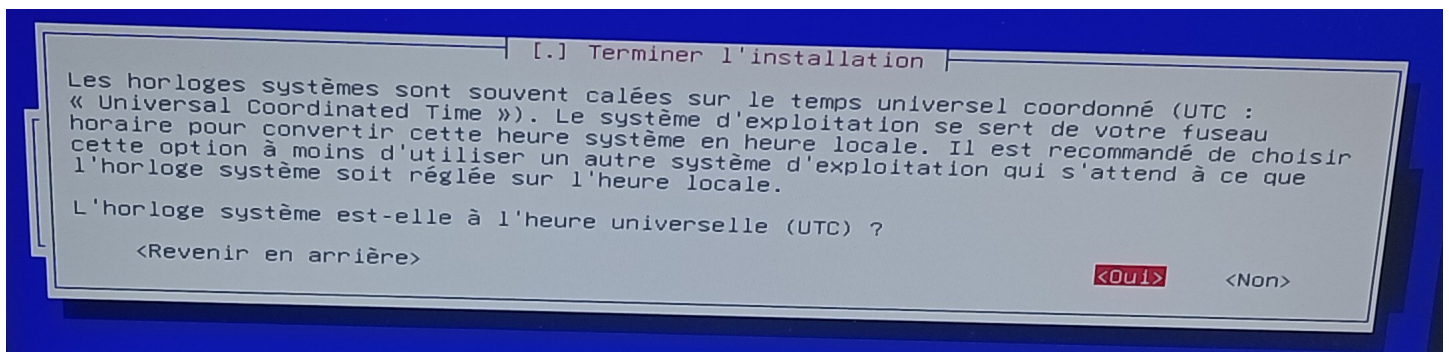 [.] Terminer l'installation
Les horloges systèmes sont souvent calées sur le temps universel coordonné (UTC :
« Universal Coordinated Time »). Le système d'exploitation se sert de votre fuseau
horaire pour convertir cette heure système en heure locale. Il est recommandé de choisir
cette option à moins d'utiliser un autre système d'exploitation qui s'attend à ce que
l'horloge système soit réglée sur l'heure locale.
L'horloge système est-elle à l'heure universelle (UTC) ?
<Revenir en arrière> <Oui> <Non>